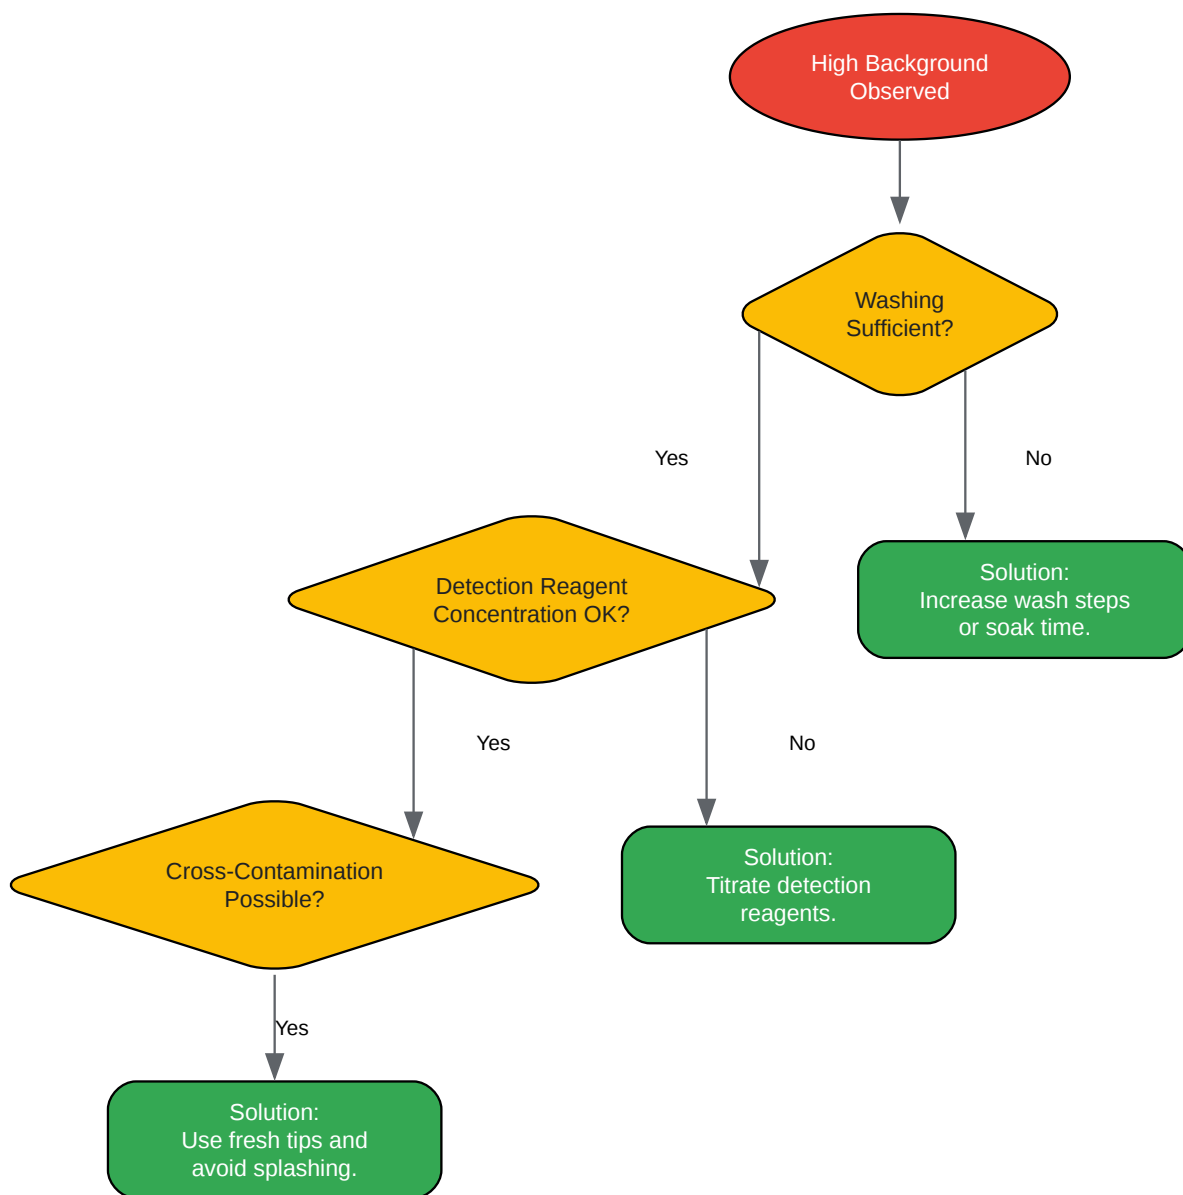 High Background
Observed
Washing
Sufficient?
Yes
No
Solution:
Increase wash steps
or soak time.
Detection Reagent
Concentration OK?
Yes
No
Solution:
Titrate detection
reagents.
Cross-Contamination
Possible?
Yes
Solution:
Use fresh tips and
avoid splashing.